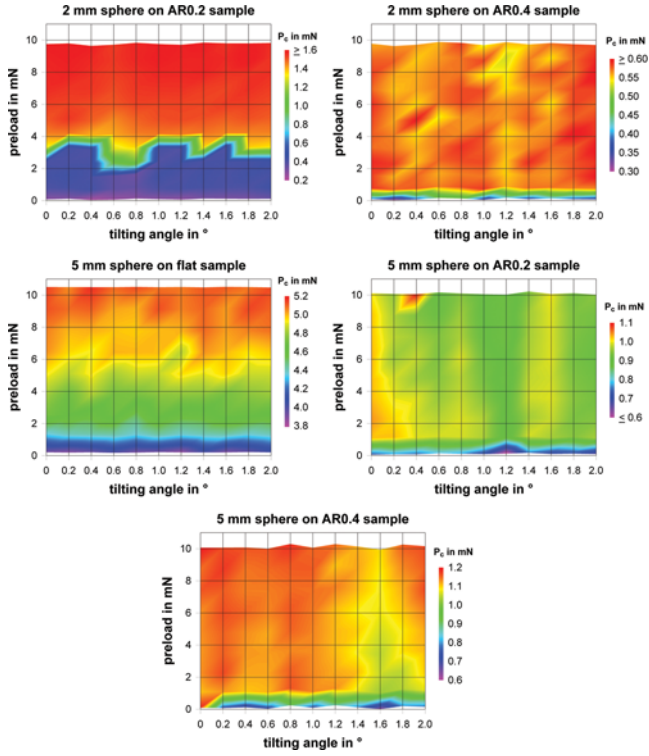 2 mm sphere on AR0.2 sample
P_c in mN
≥ 1.6
1.4
1.2
1.0
0.8
0.6
0.4
0.2
preload in mN
10
8
6
4
2
0
0 0.2 0.4 0.6 0.8 1.0 1.2 1.4 1.6 1.8 2.0
tilting angle in °
2 mm sphere on AR0.4 sample
P_c in mN
≥ 0.60
0.55
0.50
0.45
0.40
0.35
0.30
preload in mN
10
8
6
4
2
0
0 0.2 0.4 0.6 0.8 1.0 1.2 1.4 1.6 1.8 2.0
tilting angle in °
5 mm sphere on flat sample
P_c in mN
5.2
5.0
4.8
4.6
4.4
4.2
4.0
3.8
preload in mN
10
8
6
4
2
0
0 0.2 0.4 0.6 0.8 1.0 1.2 1.4 1.6 1.8 2.0
tilting angle in °
5 mm sphere on AR0.2 sample
P_c in mN
1.1
1.0
0.9
0.8
0.7
≤ 0.6
preload in mN
10
8
6
4
2
0
0 0.2 0.4 0.6 0.8 1.0 1.2 1.4 1.6 1.8 2.0
tilting angle in °
5 mm sphere on AR0.4 sample
P_c in mN
1.2
1.1
1.0
0.9
0.8
0.7
0.6
preload in mN
10
8
6
4
2
0
0 0.2 0.4 0.6 0.8 1.0 1.2 1.4 1.6 1.8 2.0
tilting angle in °